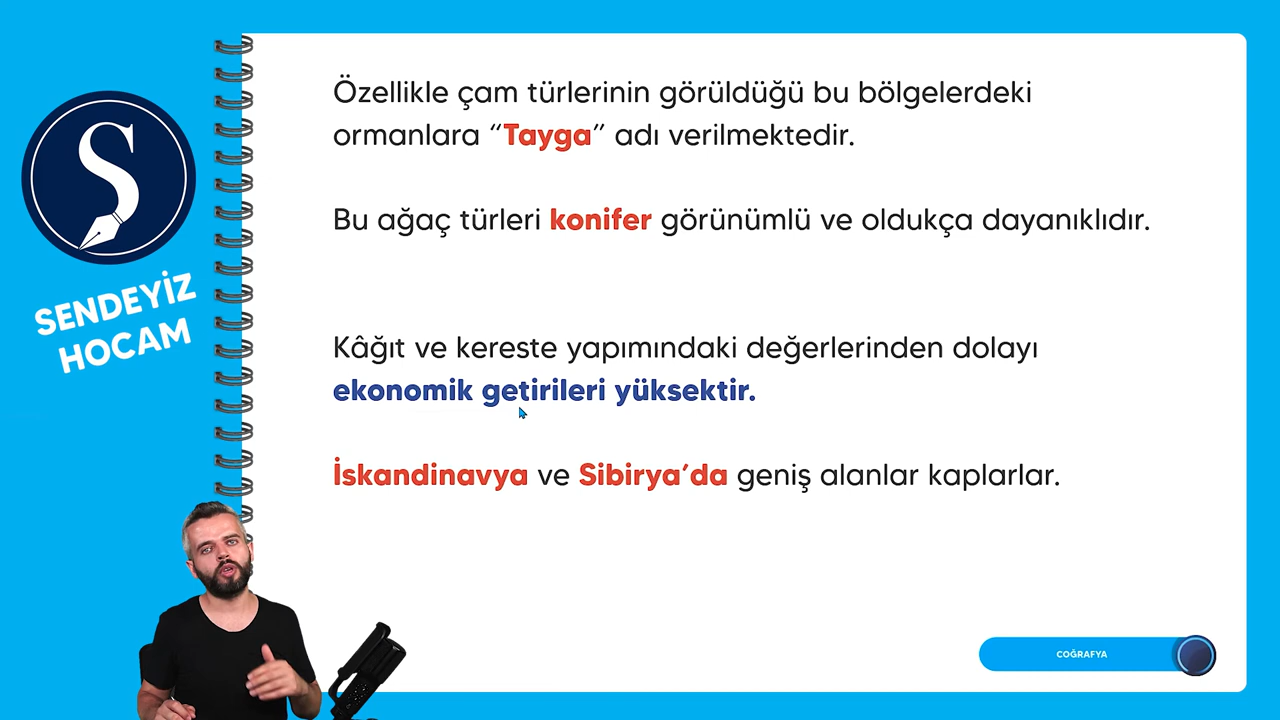 Özellikle çam türlerinin görüldüğü bu bölgelerdeki
ormanlara “Tayga” adı verilmektedir.
Bu ağaç türleri konifer görünümlü ve oldukça dayanıklıdır.
Kâğıt ve kereste yapımındaki değerlerinden dolayı
ekonomik getirileri yüksektir.
İskandinavya ve Sibirya’da geniş alanlar kaplarlar.
S
SENDEYİZ
HOCAM
COĞRAFYA